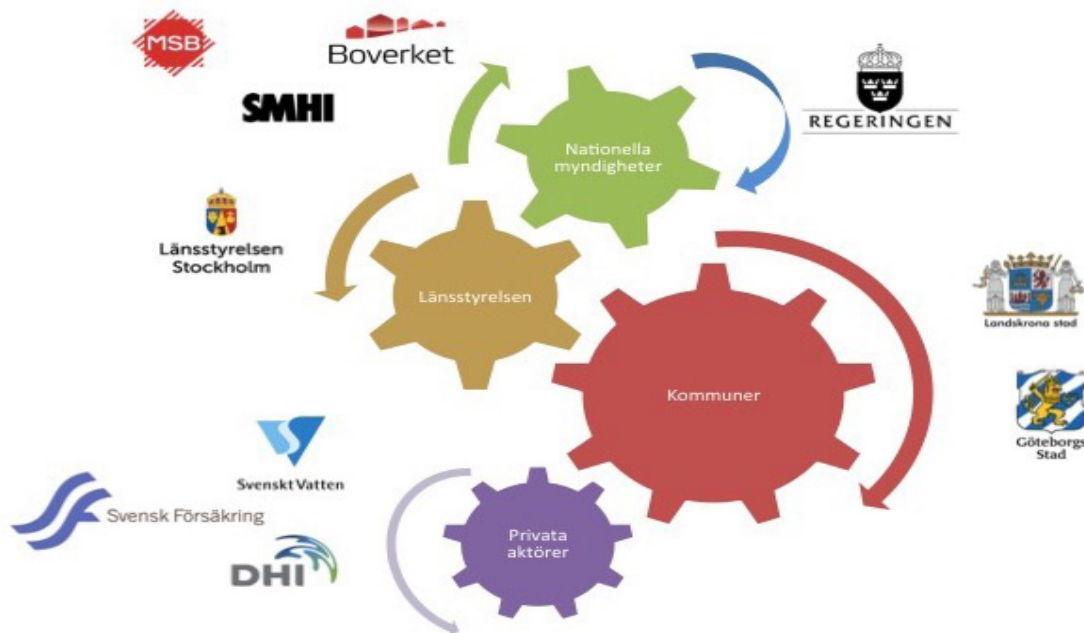 MSB
Boverket
SMHI
REGERINGEN
Nationella
myndigheter
Länsstyrelsen
Stockholm
Länsstyrelsen
Landskrona stad
Kommuner
Göteborgs
Stad
Svenskt Vatten
Svensk Försäkring
DHI
Privata
aktörer